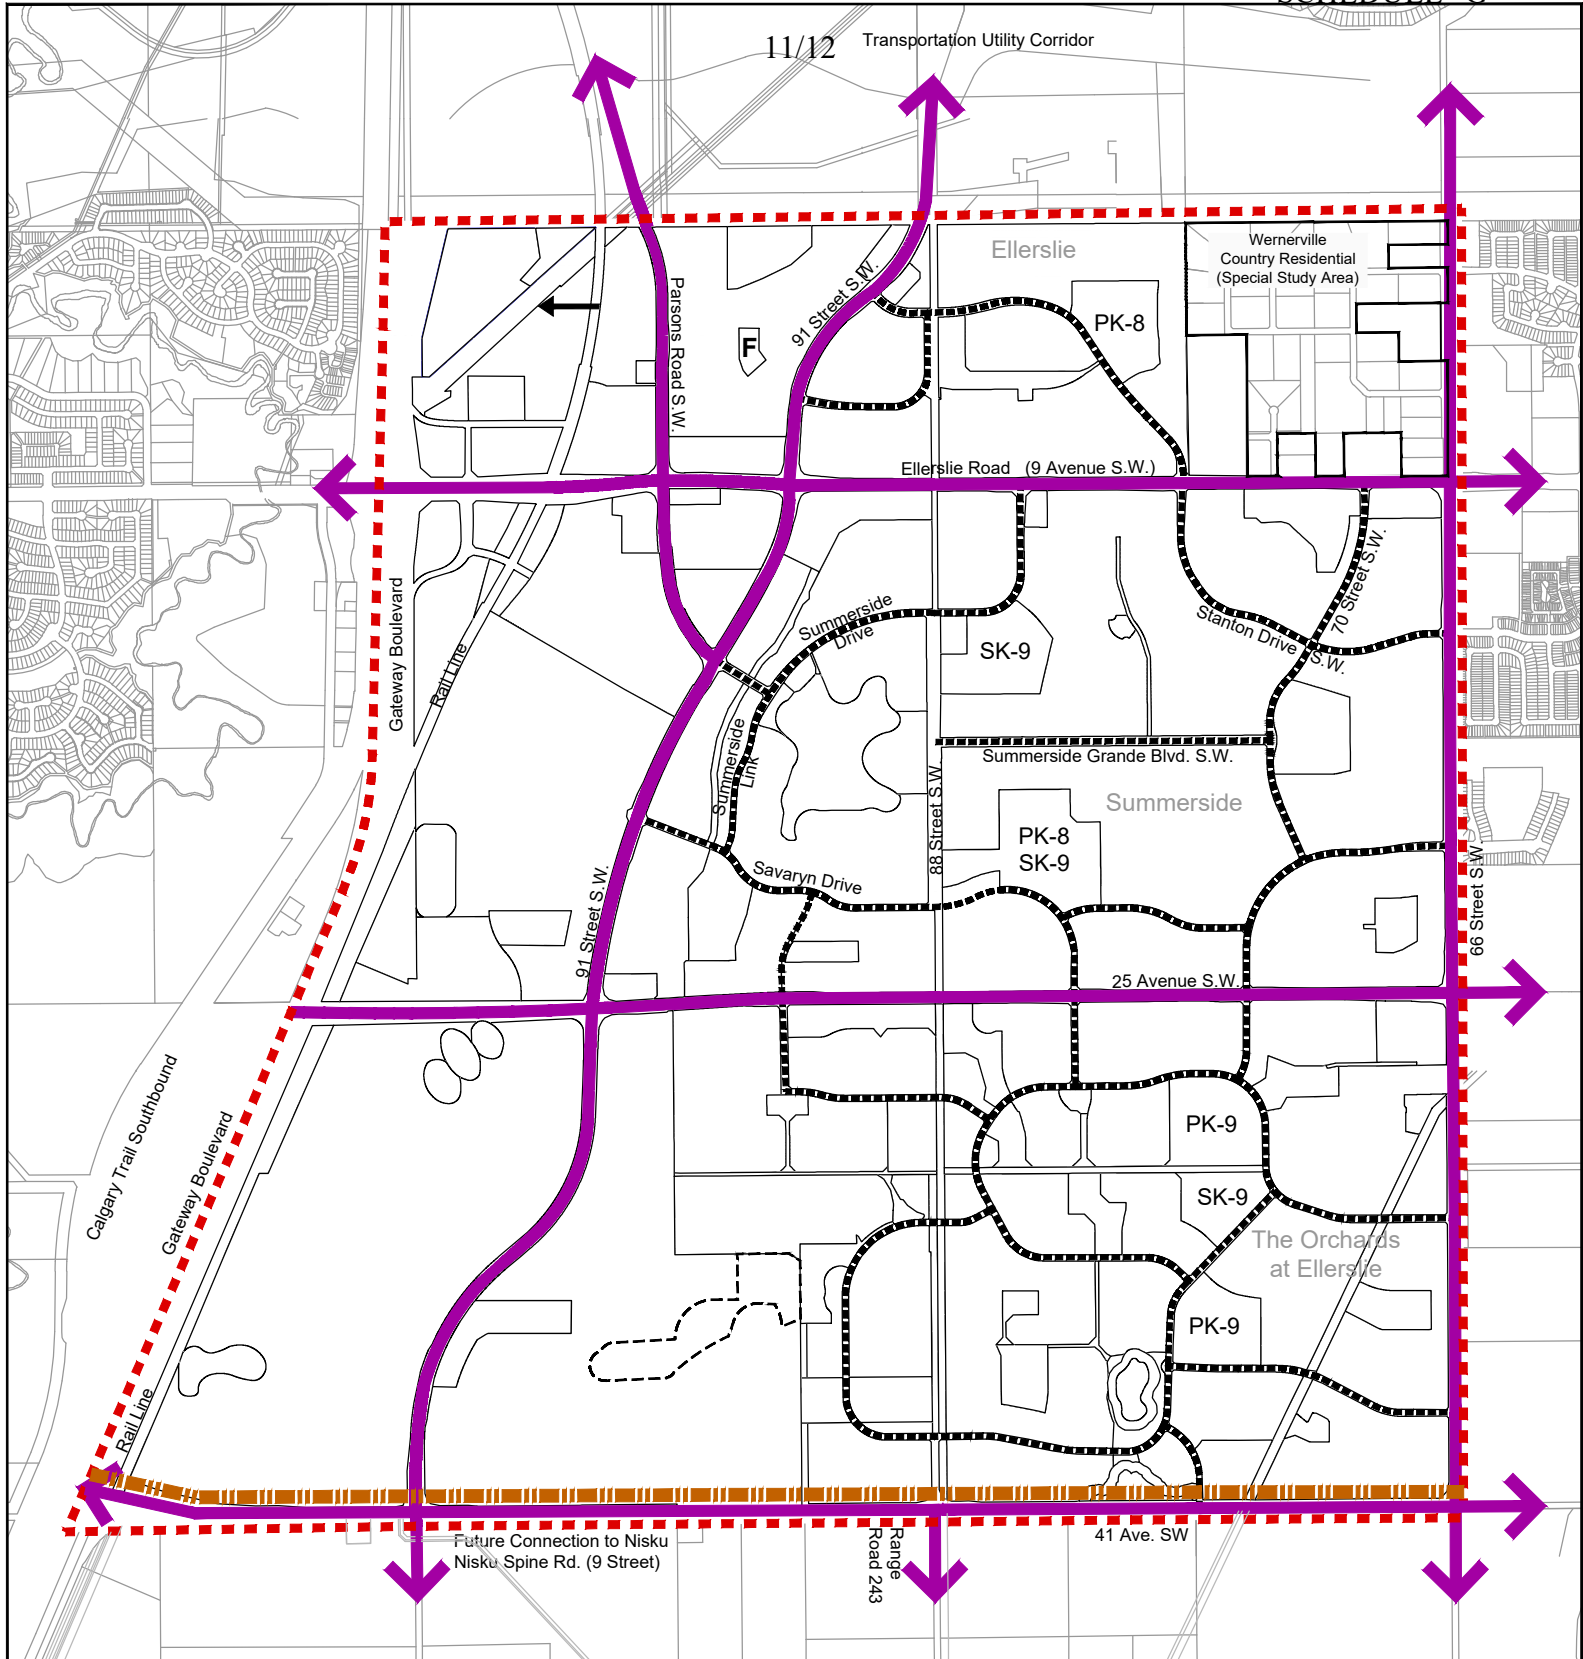 11/12
Transportation Utility Corridor
Ellerslie
Wernerville
Country Residential
(Special Study Area)
PK-8
F
Parsons Road S.W.
91 Street S.W.
Ellerslie Road (9 Avenue S.W.)
Gateway Boulevard
Rail Line
Summerside
Drive
SK-9
Stanton Drive S.W.
70 Street S.W.
Summerside
Link
Summerside Grande Blvd. S.W.
Summerside
88 Street S.W.
PK-8
SK-9
Savaryn Drive
91 Street S.W.
66 Street S.W.
25 Avenue S.W.
Calgary Trail Southbound
Gateway Boulevard
PK-9
SK-9
The Orchards
at Ellerslie
PK-9
Rail Line
Future Connection to Nisku
Nisku Spine Rd. (9 Street)
Range
Road 243
41 Ave. SW